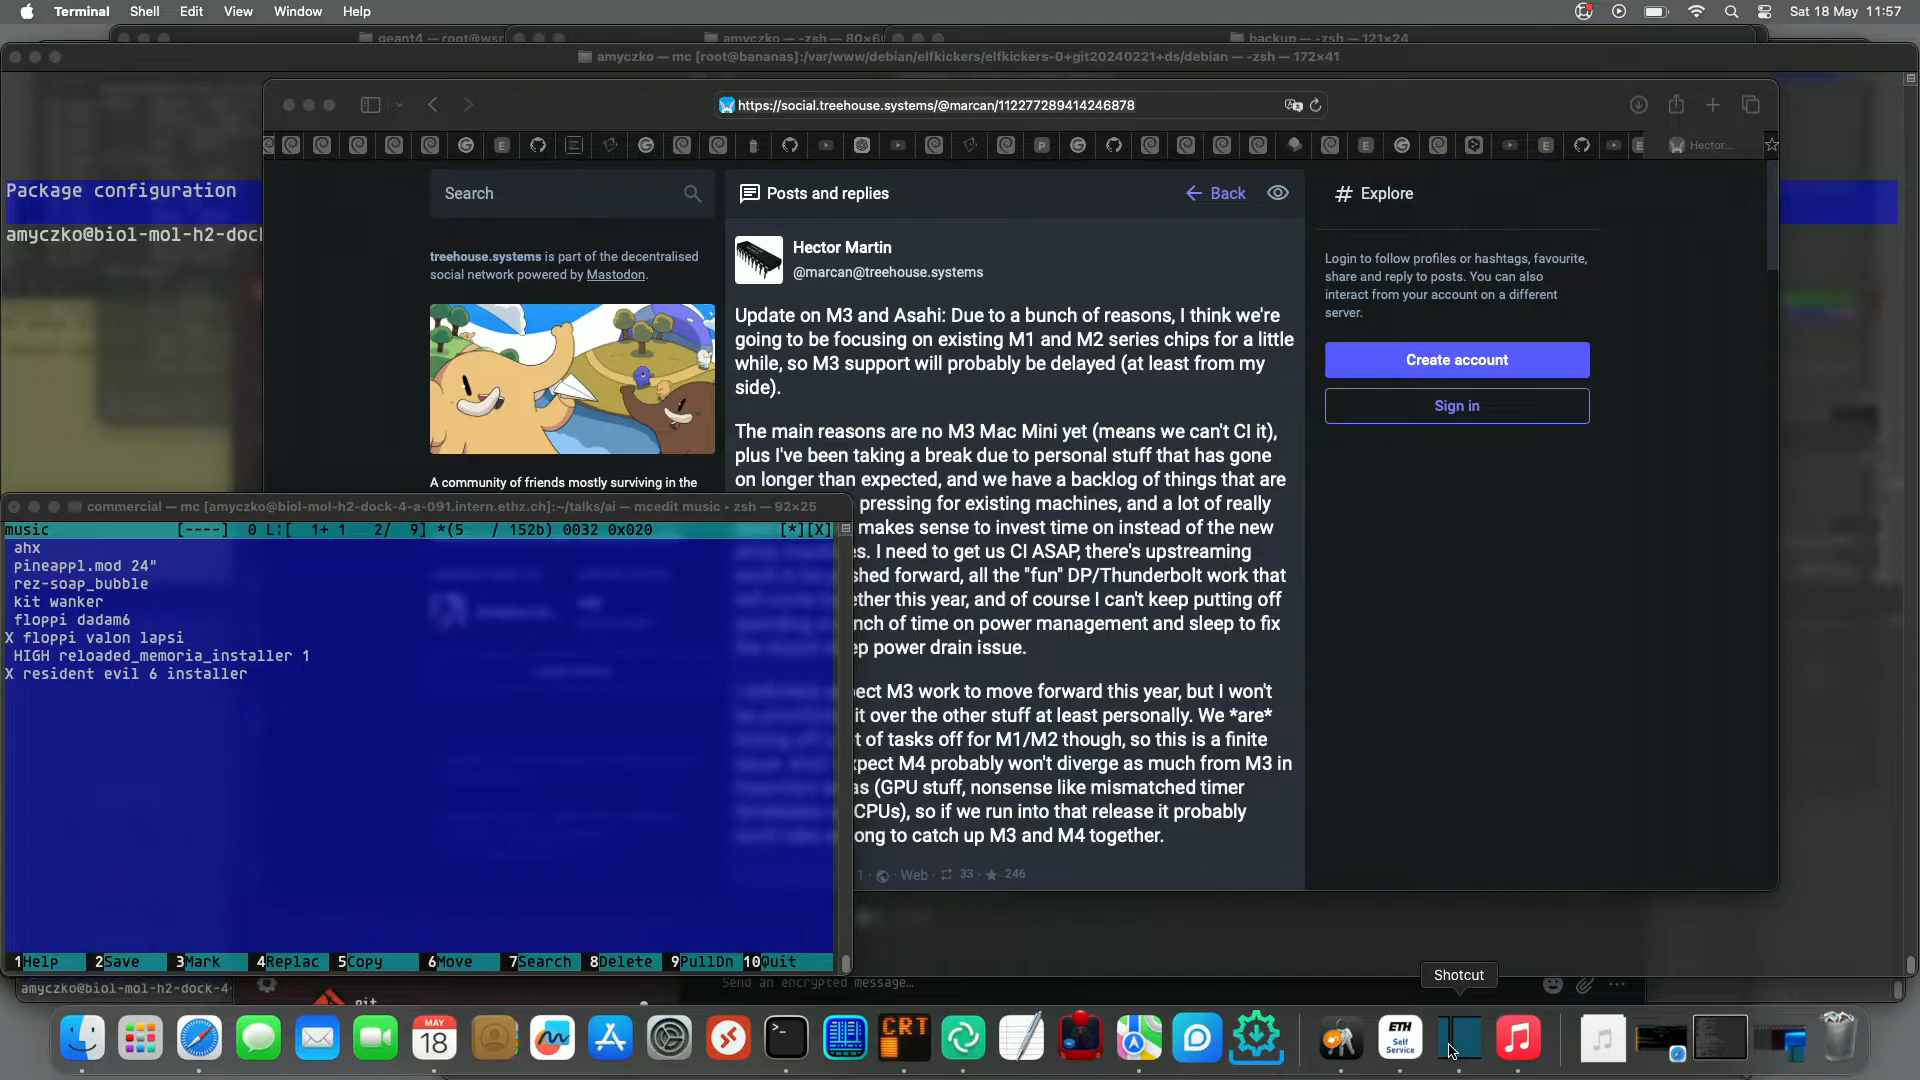 Terminal Shell Edit View Window Help
Sat 18 May 11:57
amyczko — -zsh — 80×6
backup — -zsh — 121×24
amyczko — mc [root@bananas]:/var/www/debian/elfkickers/elfkickers-0+git20240221+ds/debian — -zsh — 172×41
https://social.treehouse.systems/@marcan/112277289414246878
Hector...
Package configuration
amyczko@biol-mol-h2-doc
Search
treehouse.systems is part of the decentralised
social network powered by Mastodon.
A community of friends mostly surviving in the
Posts and replies
Back
Hector Martin
@marcan@treehouse.systems
Update on M3 and Asahi: Due to a bunch of reasons, I think we're
going to be focusing on existing M1 and M2 series chips for a little
while, so M3 support will probably be delayed (at least from my
side).
The main reasons are no M3 Mac Mini yet (means we can't CI it),
plus I've been taking a break due to personal stuff that has gone
on longer than expected, and we have a backlog of things that are
pressing for existing machines, and a lot of really
makes sense to invest time on instead of the new
s. I need to get us CI ASAP, there's upstreaming
shed forward, all the "fun" DP/Thunderbolt work that
ether this year, and of course I can't keep putting off
nch of time on power management and sleep to fix
ep power drain issue.
ect M3 work to move forward this year, but I won't
it over the other stuff at least personally. We *are*
t of tasks off for M1/M2 though, so this is a finite
xpect M4 probably won't diverge as much from M3 in
as (GPU stuff, nonsense like mismatched timer
CPUs), so if we run into that release it probably
ong to catch up M3 and M4 together.
1 · Web · 33 · 246
# Explore
Login to follow profiles or hashtags, favourite,
share and reply to posts. You can also
interact from your account on a different
server.
Create account
Sign in
commercial — mc [amyczko@biol-mol-h2-dock-4-a-091.intern.ethz.ch]:~/talks/ai — mcedit music ▸ zsh — 92×25
music [----] 0 L:[ 1+ 1 2/ 9] *(5 / 152b) 0032 0x020 [*][X]
ahx
pineappl.mod 24"
rez-soap_bubble
kit wanker
floppi dadam6
X floppi valon lapsi
HIGH reloaded_memoria_installer 1
X resident evil 6 installer
1Help 2Save 3Mark 4Replac 5Copy 6Move 7Search 8Delete 9PullDn 10Quit
amyczko@biol-mol-h2-dock-4-
git
Send an encrypted message…
Shotcut
MAY
18
CRT
ETH
Self
Service